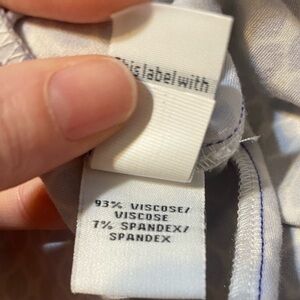 This label with
93% VISCOSE/
VISCOSE
7% SPANDEX/
SPANDEX